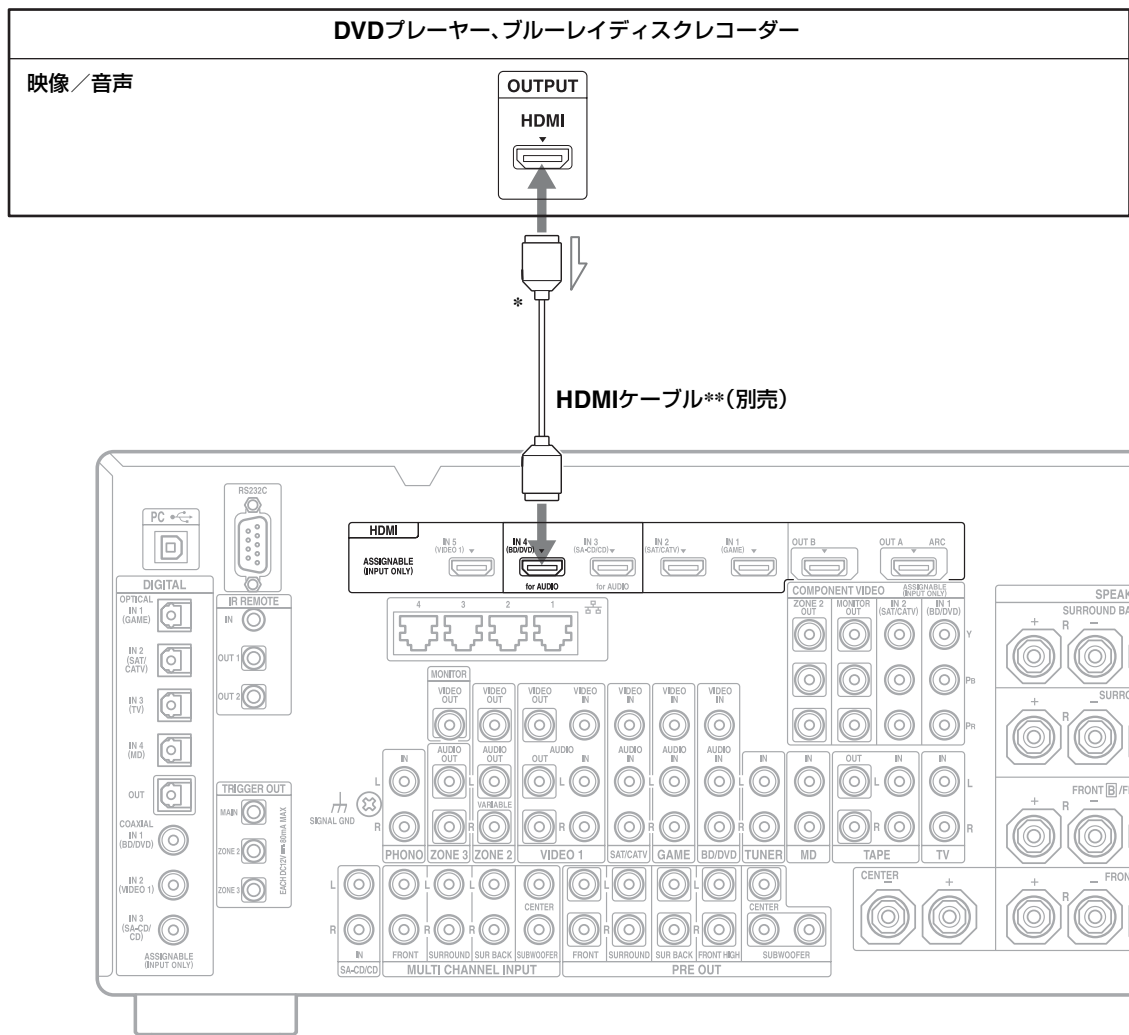 DVDプレーヤー、ブルーレイディスクレコーダー
映像/音声
OUTPUT
HDMI
*
HDMIケーブル**(別売)
RS232C
PC
HDMI
ASSIGNABLE
(INPUT ONLY)
IN 5
(VIDEO 1)
IN 4
(BD/DVD)
for AUDIO
IN 3
(SA-CD/CD)
for AUDIO
IN 2
(SAT/CATV)
IN 1
(GAME)
OUT B
OUT A
ARC
DIGITAL
OPTICAL
IN 1
(GAME)
IN 2
(SAT/
CATV)
IN 3
(TV)
IN 4
(MD)
OUT
COAXIAL
IN 1
(BD/DVD)
IN 2
(VIDEO 1)
IN 3
(SA-CD/
CD)
ASSIGNABLE
(INPUT ONLY)
IR REMOTE
IN
OUT 1
OUT 2
TRIGGER OUT
MAIN
ZONE 2
ZONE 3
EACH DC12V 60mA MAX
4 3 2 1
COMPONENT VIDEO
ASSIGNABLE
(INPUT ONLY)
ZONE 2
OUT
MONITOR
OUT
IN 2
(SAT/CATV)
IN 1
(BD/DVD)
Y
PB
PR
MONITOR
VIDEO
OUT
VIDEO
OUT
VIDEO
OUT
VIDEO
IN
VIDEO
IN
VIDEO
IN
VIDEO
IN
IN
AUDIO
OUT
AUDIO
OUT
OUT
AUDIO
IN
AUDIO
IN
AUDIO
IN
AUDIO
IN
IN
IN
OUT
IN
IN
VARIABLE
L
R
SIGNAL GND
PHONO
ZONE 3
ZONE 2
VIDEO 1
SAT/CATV
GAME
BD/DVD
TUNER
MD
TAPE
TV
L
R
IN
SA-CD/CD
FRONT
SURROUND
SUR BACK
CENTER
SUBWOOFER
MULTI CHANNEL INPUT
FRONT
SURROUND
SUR BACK
FRONT HIGH
CENTER
SUBWOOFER
PRE OUT
SPEAK
SURROUND BA
+ R −
SURRO
+ R −
FRONT B/F
+ R −
CENTER
− +
FRON
+ R −